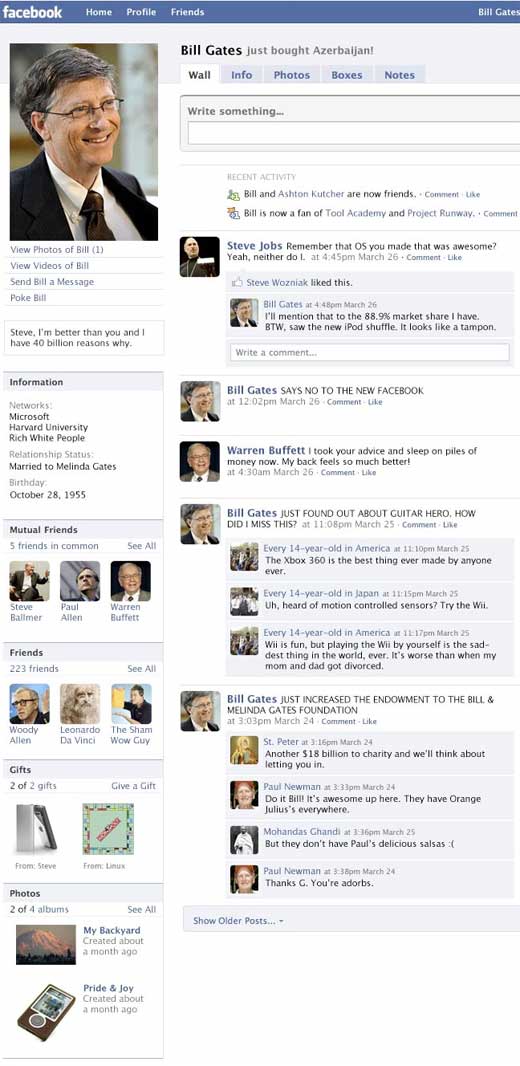 facebook
Home Profile Friends Bill Gates
Bill Gates just bought Azerbaijan!
Wall Info Photos Boxes Notes
Write something...
RECENT ACTIVITY
Bill and Ashton Kutcher are now friends. · Comment · Like
Bill is now a fan of Tool Academy and Project Runway. · Comment
View Photos of Bill (1)
View Videos of Bill
Send Bill a Message
Poke Bill
Steve, I'm better than you and I
have 40 billion reasons why.
Information
Networks:
Microsoft
Harvard University
Rich White People
Relationship Status:
Married to Melinda Gates
Birthday:
October 28, 1955
Mutual Friends
5 friends in common See All
Steve
Ballmer
Paul
Allen
Warren
Buffett
Friends
223 friends See All
Woody
Allen
Leonardo
Da Vinci
The Sham
Wow Guy
Gifts
2 of 2 gifts Give a Gift
MONOPOLY
From: Steve
From: Linux
Photos
2 of 4 albums See All
My Backyard
Created about
a month ago
Pride & Joy
Created about
a month ago
Steve Jobs Remember that OS you made that was awesome?
Yeah, neither do I. at 4:45pm March 26 · Comment · Like
Steve Wozniak liked this.
Bill Gates at 4:48pm March 26
I'll mention that to the 88.9% market share I have.
BTW, saw the new iPod shuffle. It looks like a tampon.
Write a comment...
Bill Gates SAYS NO TO THE NEW FACEBOOK
at 12:02pm March 26 · Comment · Like
Warren Buffett I took your advice and sleep on piles of
money now. My back feels so much better!
at 4:30am March 26 · Comment · Like
Bill Gates JUST FOUND OUT ABOUT GUITAR HERO. HOW
DID I MISS THIS? at 11:08pm March 25 · Comment · Like
Every 14-year-old in America at 11:10pm March 25
The Xbox 360 is the best thing ever made by anyone
ever.
Every 14-year-old in Japan at 11:15pm March 25
Uh, heard of motion controlled sensors? Try the Wii.
Every 14-year-old in America at 11:17pm March 25
Wii is fun, but playing the Wii by yourself is the sad-
dest thing in the world, ever. It's worse than when my
mom and dad got divorced.
Bill Gates JUST INCREASED THE ENDOWMENT TO THE BILL &
MELINDA GATES FOUNDATION
at 3:03pm March 24 · Comment · Like
St. Peter at 3:16pm March 24
Another $18 billion to charity and we'll think about
letting you in.
Paul Newman at 3:33pm March 24
Do it Bill! It's awesome up here. They have Orange
Julius's everywhere.
Mohandas Ghandi at 3:36pm March 25
But they don't have Paul's delicious salsas :(
Paul Newman at 3:38pm March 24
Thanks G. You're adorbs.
Show Older Posts...